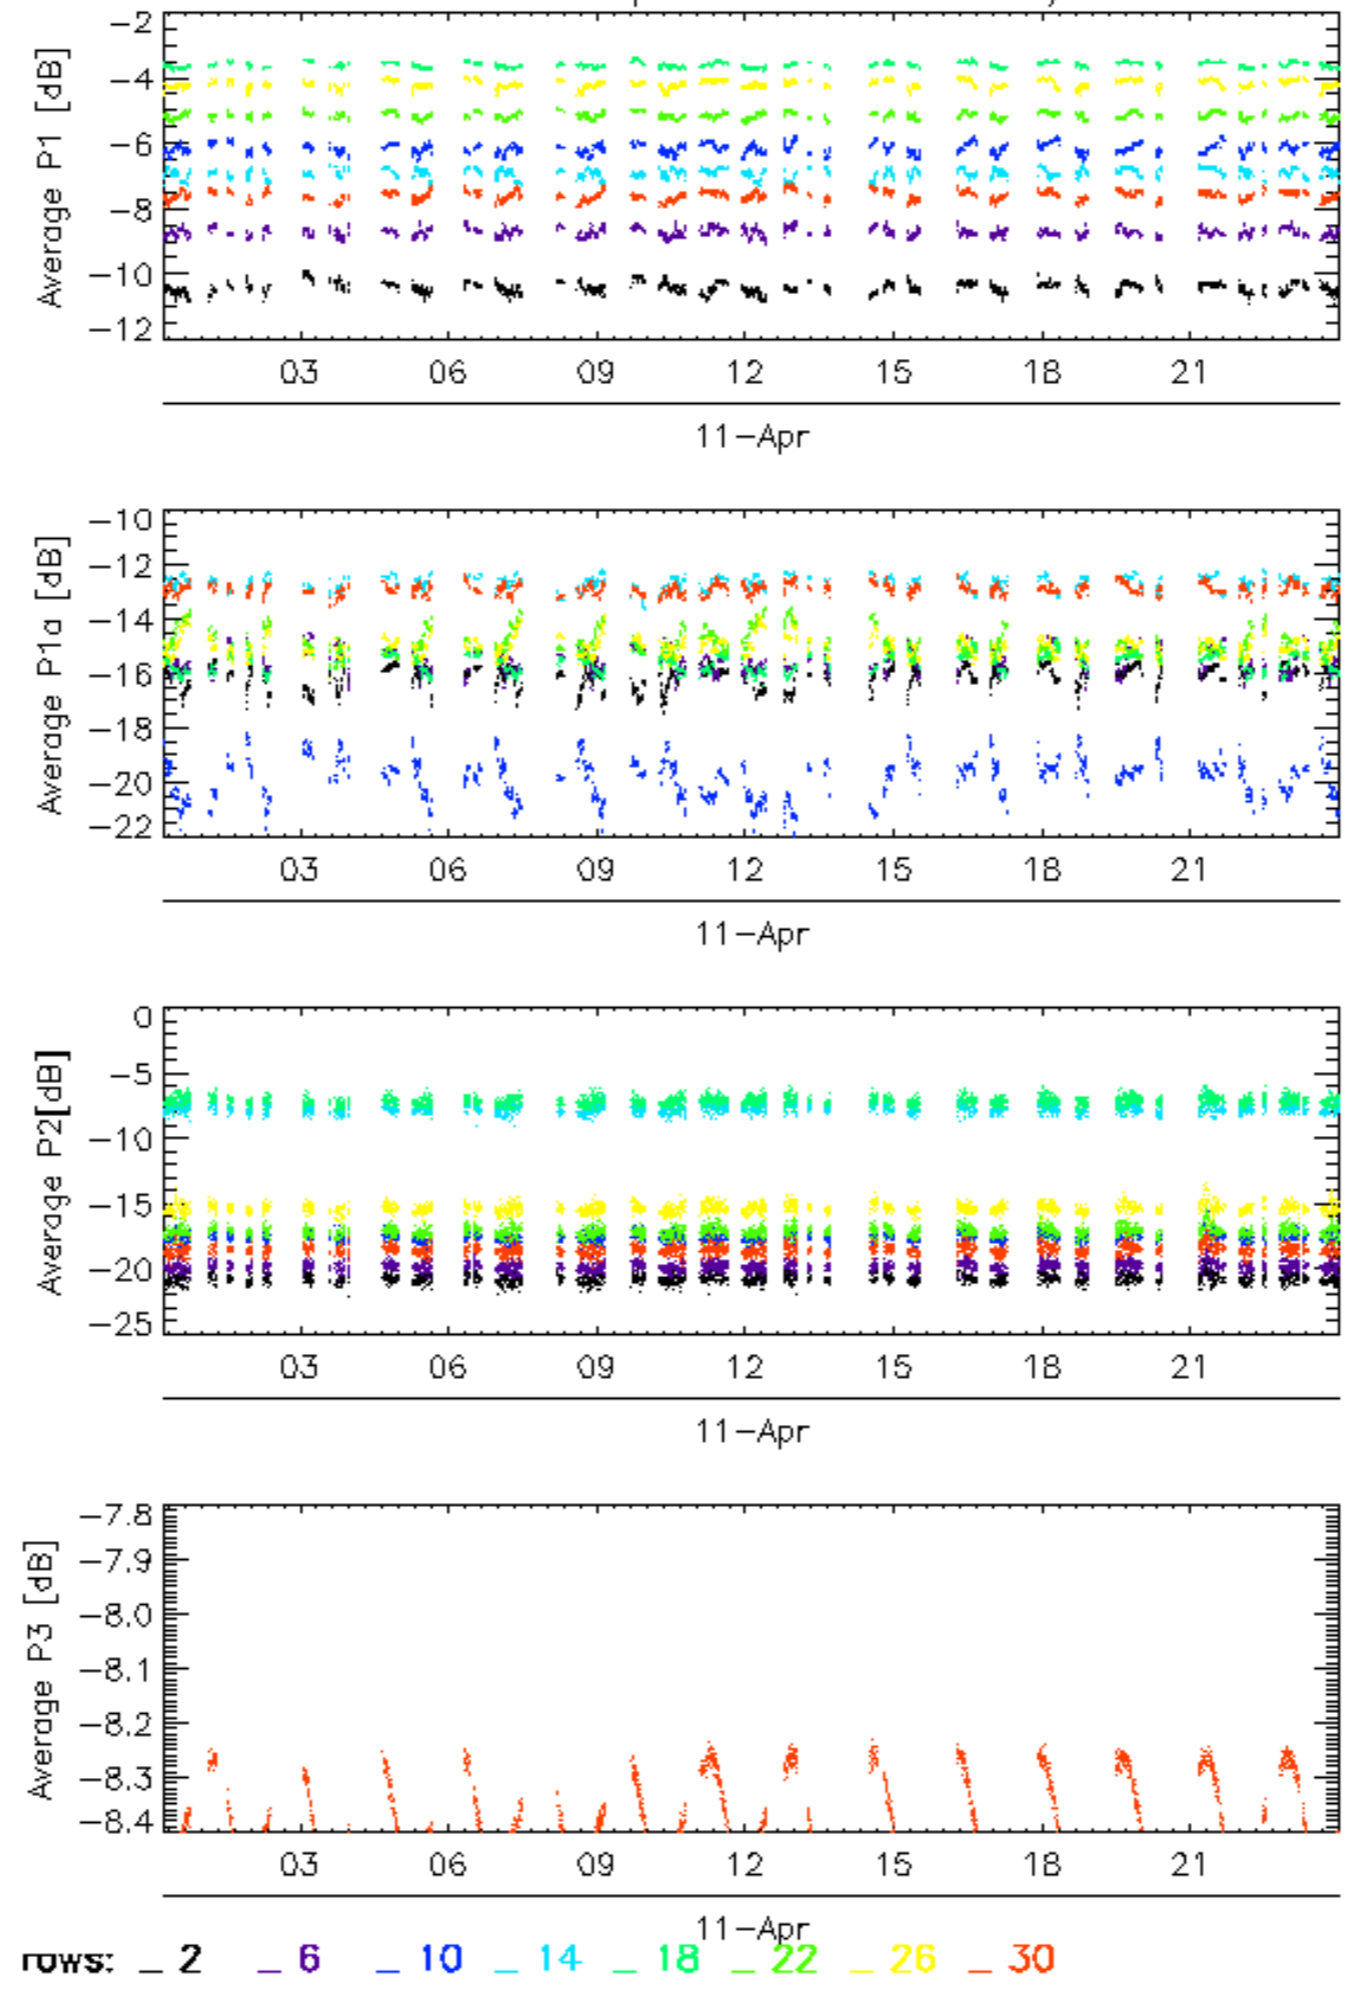 -2
-4
-6
-8
-10
-12
Average P1 [dB]
03 06 09 12 15 18 21
11-Apr
-10
-12
-14
-16
-18
-20
-22
Average P1a [dB]
03 06 09 12 15 18 21
11-Apr
0
-5
-10
-15
-20
-25
Average P2[dB]
03 06 09 12 15 18 21
11-Apr
-7.8
-7.9
-8.0
-8.1
-8.2
-8.3
-8.4
Average P3 [dB]
03 06 09 12 15 18 21
11-Apr
rows: _ 2 _ 6 _ 10 _ 14 _ 18 _ 22 _ 26 _ 30